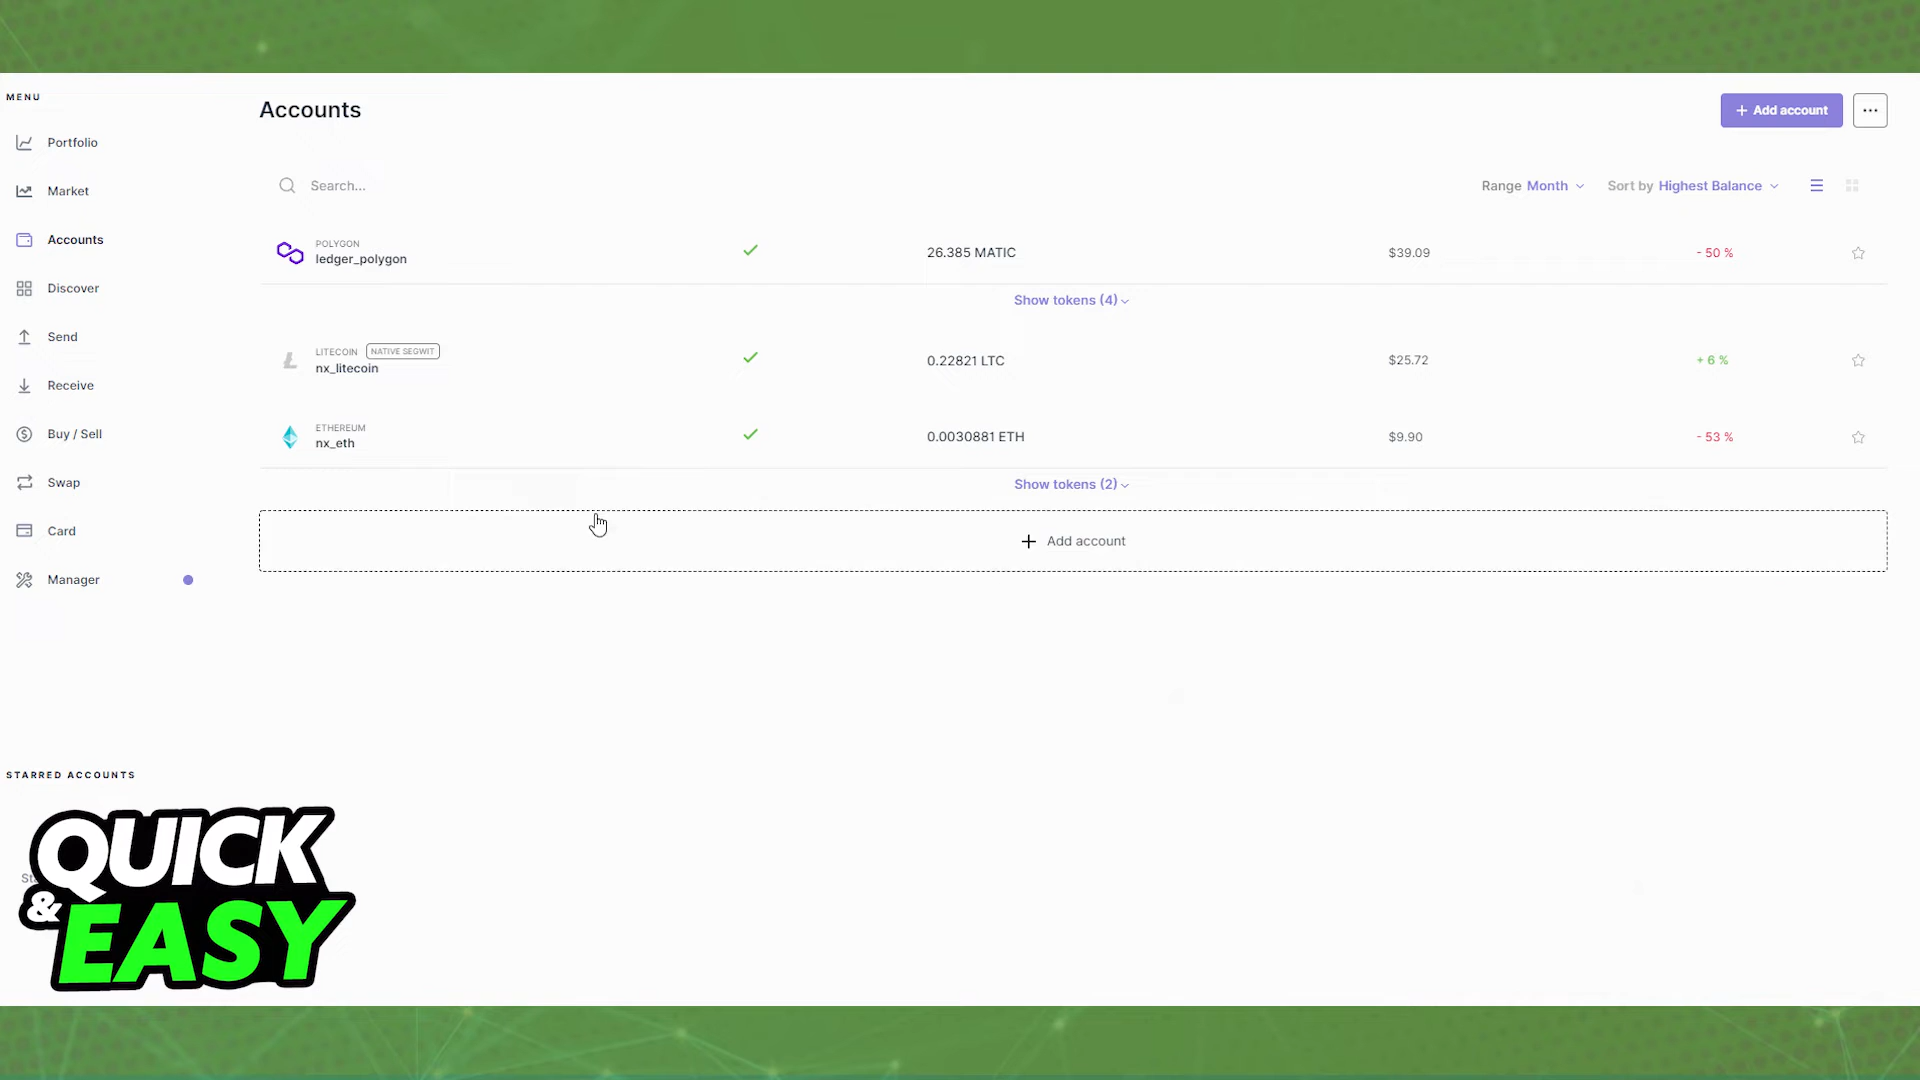 MENU
Portfolio
Market
Accounts
Discover
Send
Receive
Buy / Sell
Swap
Card
Manager
Accounts
+ Add account
...
Search...
Range Month
Sort by Highest Balance
POLYGON
ledger_polygon
26.385 MATIC
$39.09
- 50 %
Show tokens (4)
LITECOIN NATIVE SEGWIT
nx_litecoin
0.22821 LTC
$25.72
+ 6 %
ETHEREUM
nx_eth
0.0030881 ETH
$9.90
- 53 %
Show tokens (2)
+ Add account
STARRED ACCOUNTS
QUICK
& EASY